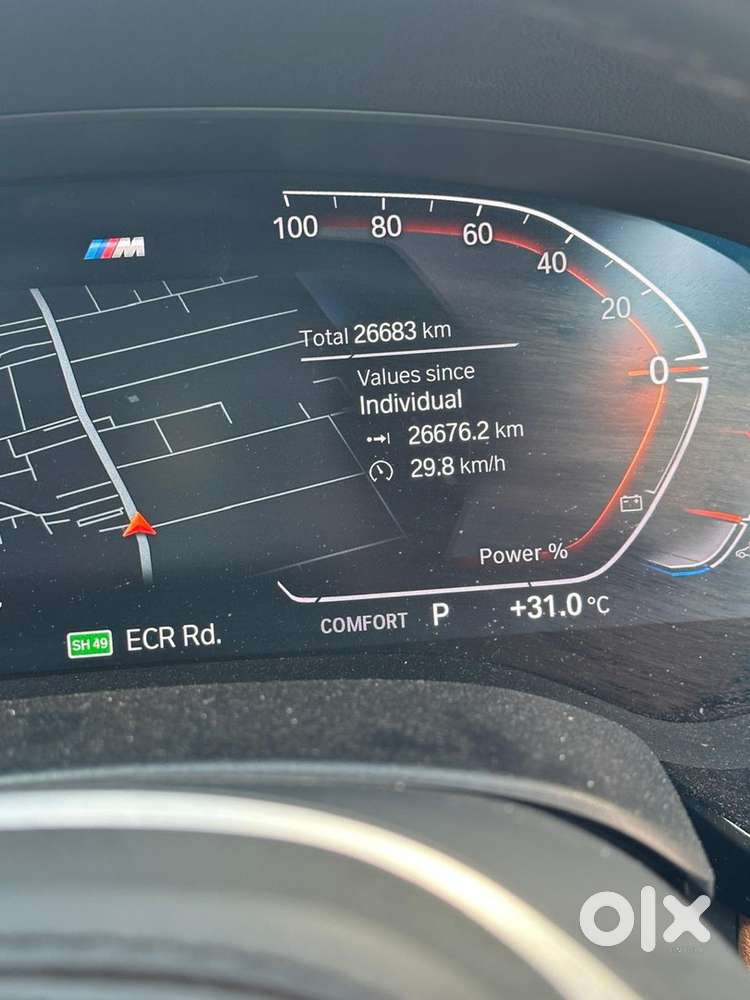 M
100 80 60 40 20 0
Total 26683 km
Values since
Individual
26676.2 km
29.8 km/h
Power %
COMFORT P +31.0 °C
SH 49 ECR Rd.
olx